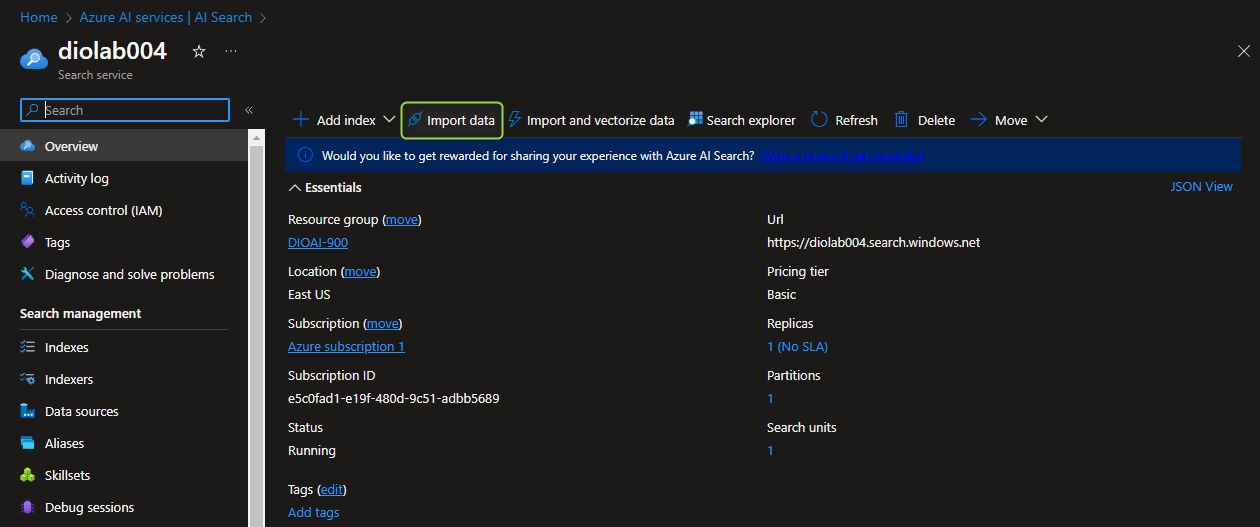 Home > Azure AI services | AI Search >
diolab004
Search service
Search
Add index
Import data
Import and vectorize data
Search explorer
Refresh
Delete
Move
Would you like to get rewarded for sharing your experience with Azure AI Search? Write a review to get rewarded!
Overview
Activity log
Access control (IAM)
Tags
Diagnose and solve problems
Search management
Indexes
Indexers
Data sources
Aliases
Skillsets
Debug sessions
Essentials
JSON View
Resource group (move)
DIOAI-900
Location (move)
East US
Subscription (move)
Azure subscription 1
Subscription ID
e5c0fad1-e19f-480d-9c51-adbb5689
Status
Running
Tags (edit)
Add tags
Url
https://diolab004.search.windows.net
Pricing tier
Basic
Replicas
1 (No SLA)
Partitions
1
Search units
1